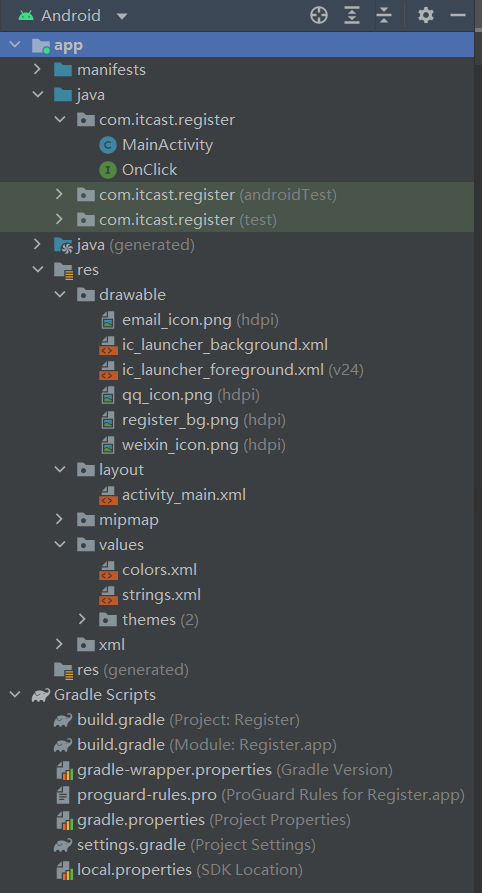 Android
app
manifests
java
com.itcast.register
MainActivity
OnClick
com.itcast.register (androidTest)
com.itcast.register (test)
java (generated)
res
drawable
email_icon.png (hdpi)
ic_launcher_background.xml
ic_launcher_foreground.xml (v24)
qq_icon.png (hdpi)
register_bg.png (hdpi)
weixin_icon.png (hdpi)
layout
activity_main.xml
mipmap
values
colors.xml
strings.xml
themes (2)
xml
res (generated)
Gradle Scripts
build.gradle (Project: Register)
build.gradle (Module: Register.app)
gradle-wrapper.properties (Gradle Version)
proguard-rules.pro (ProGuard Rules for Register.app)
gradle.properties (Project Properties)
settings.gradle (Project Settings)
local.properties (SDK Location)